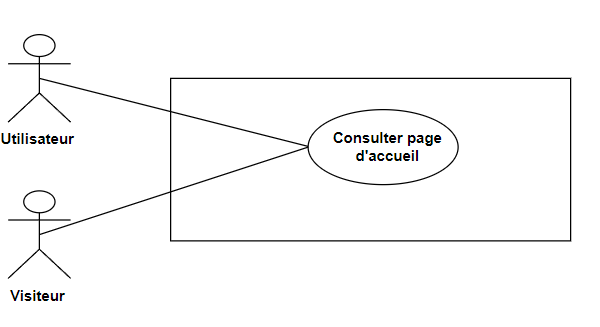 Utilisateur
Consulter page
d'accueil
Visiteur